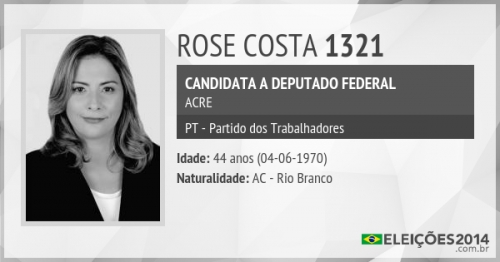 ROSE COSTA 1321
CANDIDATA A DEPUTADO FEDERAL
ACRE
PT - Partido dos Trabalhadores
Idade: 44 anos (04-06-1970)
Naturalidade: AC - Rio Branco
ELEIÇÕES2014
.com.br